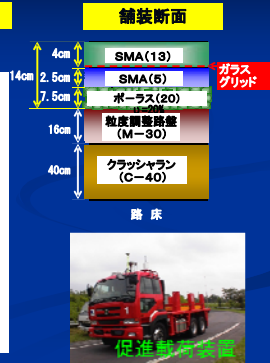 舗装断面
4cm
SMA(13)
ガラス
グリッド
14cm
2.5cm
SMA(5)
7.5cm
ポーラス(20)
16cm
粒度調整路盤
(M-30)
40cm
クラッシャラン
(C-40)
路 床
促進載荷装置